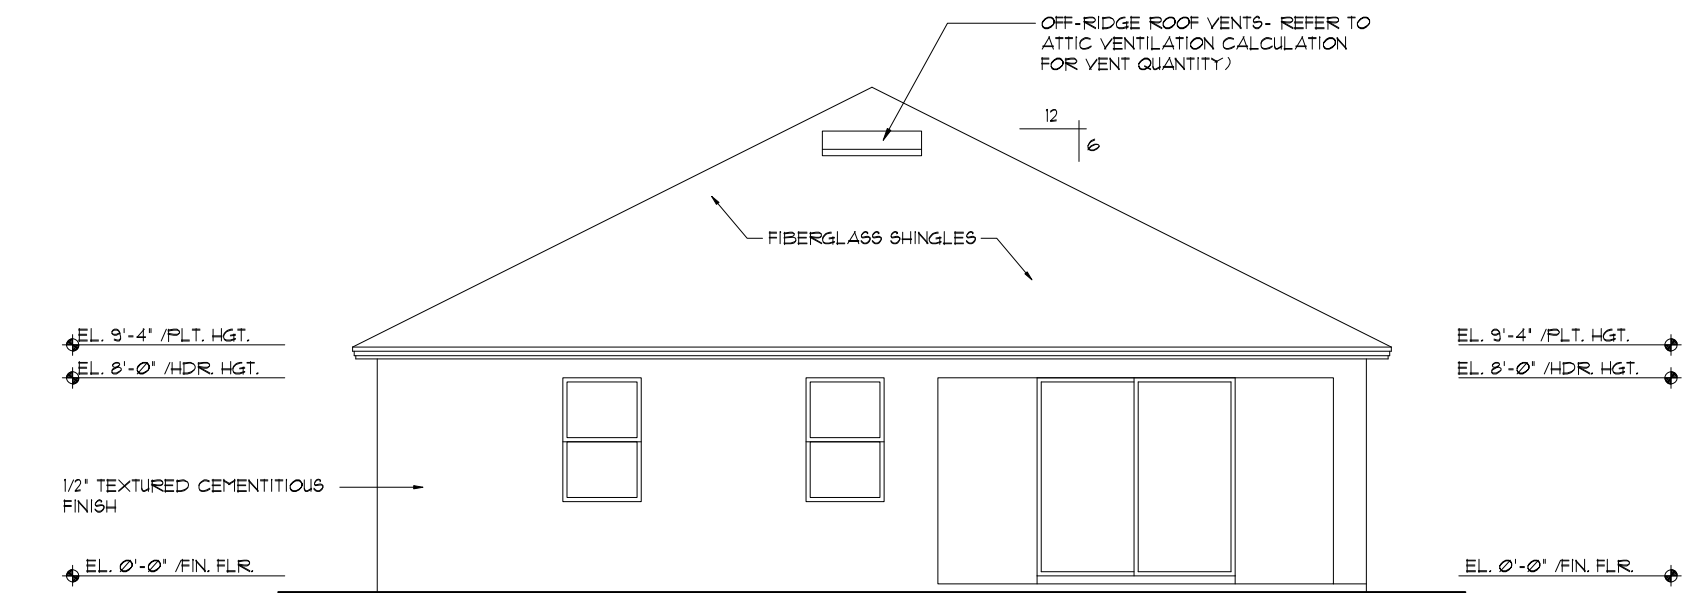 OFF-RIDGE ROOF VENTS- REFER TO
ATTIC VENTILATION CALCULATION
FOR VENT QUANTITY)
12
6
FIBERGLASS SHINGLES
EL. 9'-4" /PLT. HGT.
EL. 9'-4" /PLT. HGT.
EL. 8'-0" /HDR. HGT.
EL. 8'-0" /HDR. HGT.
1/2" TEXTURED CEMENTITIOUS
FINISH
EL. 0'-0" /FIN. FLR.
EL. 0'-0" /FIN. FLR.